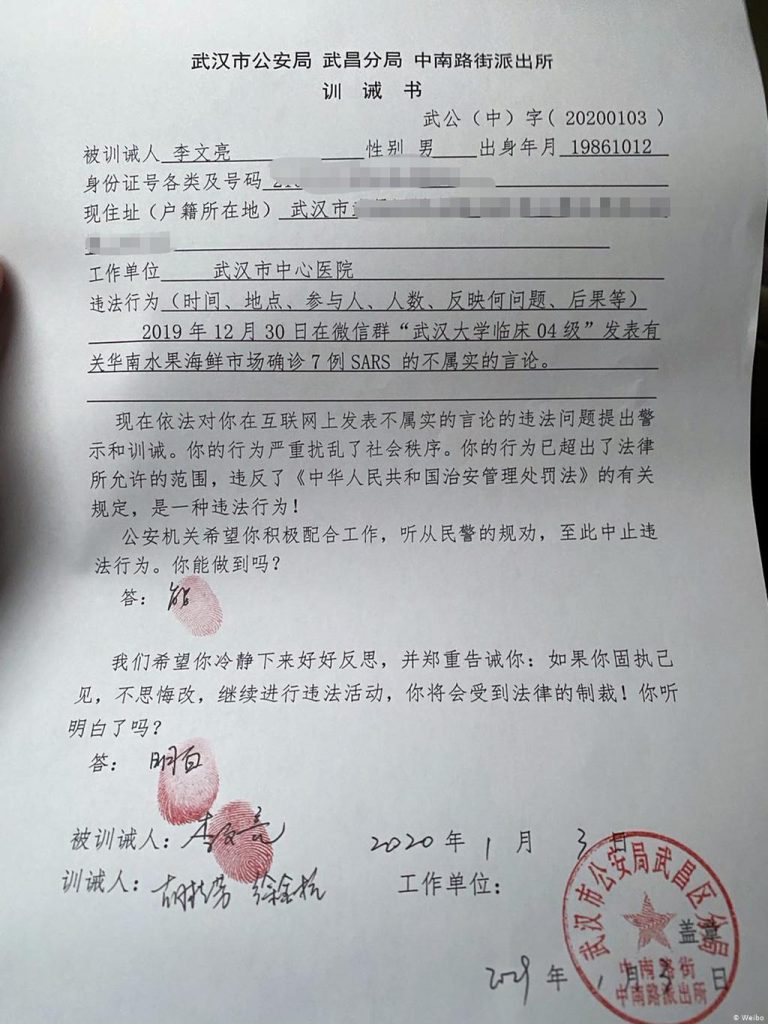 武汉市公安局 武昌分局 中南路街派出所
训 诫 书
武公（中）字( 20200103 )
被训诫人 李文亮 性别 男 出身年月 19861012
身份证号各类及号码
现住址（户籍所在地） 武汉市
工作单位 武汉市中心医院
违法行为（时间、地点、参与人、人数、反映何问题、后果等）
2019 年 12 月 30 日在微信群“武汉大学临床 04 级”发表有
关华南水果海鲜市场确诊 7 例 SARS 的不属实的言论。
现在依法对你在互联网上发表不属实的言论的违法问题提出警
示和训诫。你的行为严重扰乱了社会秩序。你的行为已超出了法律
所允许的范围，违反了《中华人民共和国治安管理处罚法》的有关
规定，是一种违法行为！
公安机关希望你积极配合工作，听从民警的规劝，至此中止违
法行为。你能做到吗？
答： 能
我们希望你冷静下来好好反思，并郑重告诫你：如果你固执己
见，不思悔改，继续进行违法活动，你将会受到法律的制裁！你听
明白了吗？
答： 明白
被训诫人：李文亮 2020 年 1 月 3 日
训诫人： 工作单位：
武汉市公安局武昌区分局
盖章
中南路街
中南路派出所
年 1 月 3 日
© Weibo